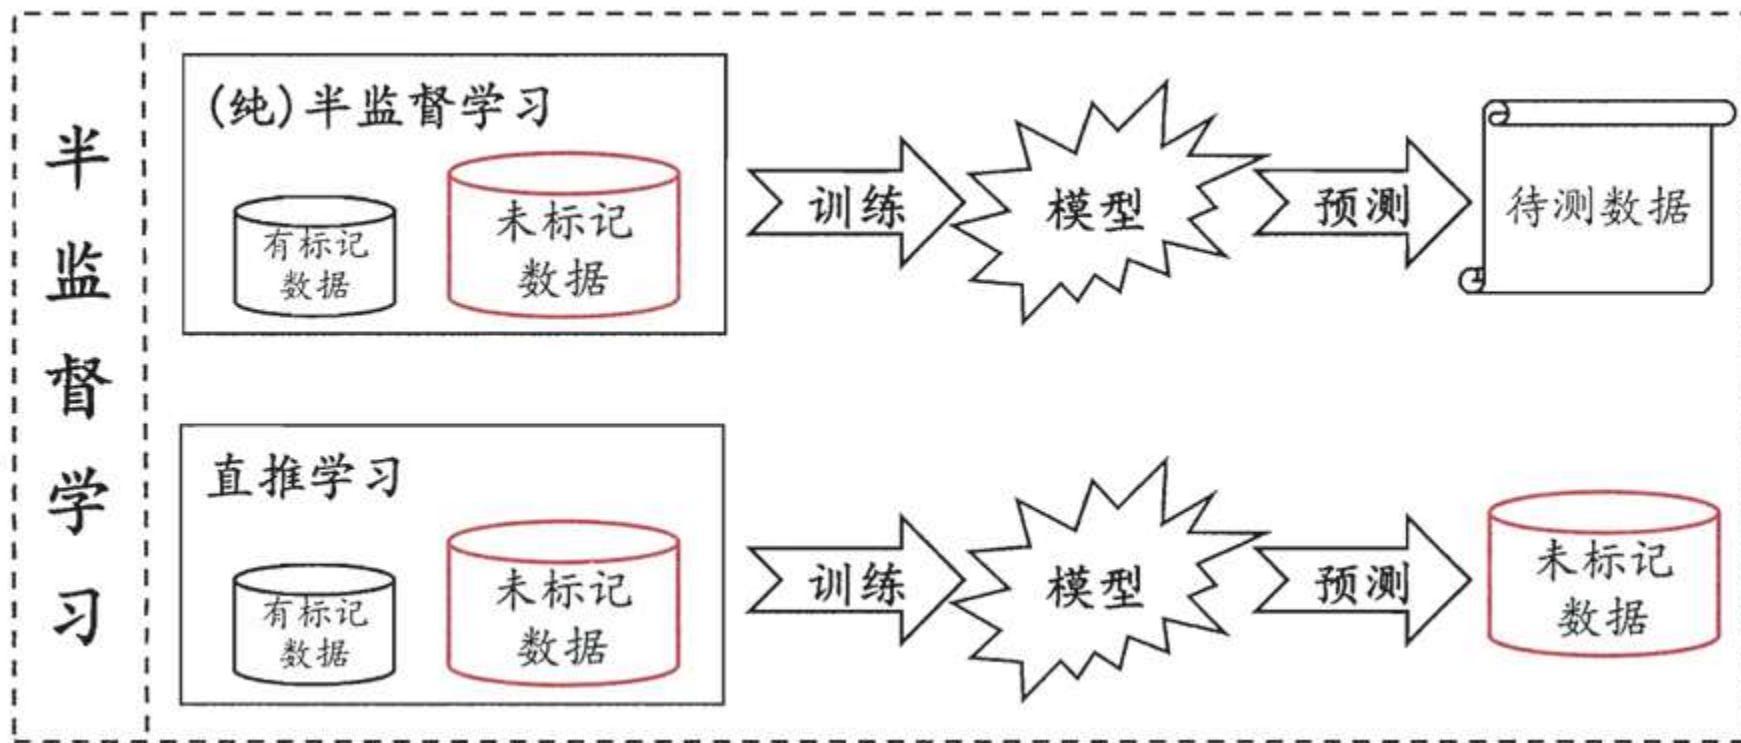 半监督学习
(纯)半监督学习
有标记
数据
未标记
数据
训练
模型
预测
待测数据
直推学习
有标记
数据
未标记
数据
训练
模型
预测
未标记
数据